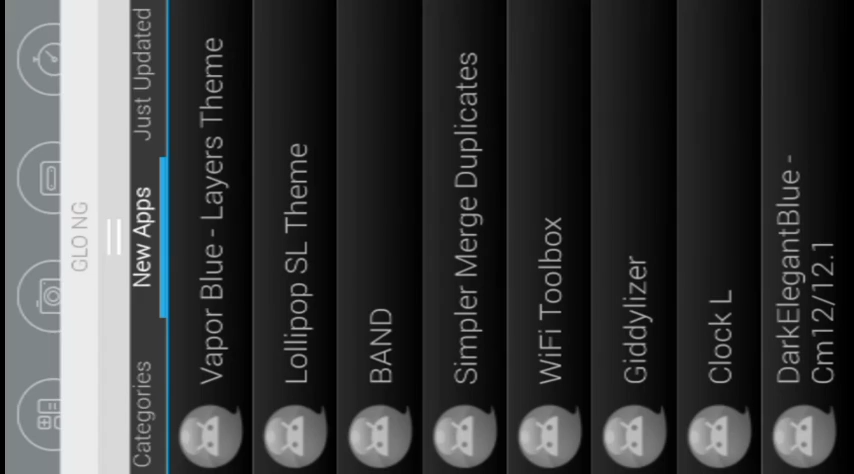 GLO NG
Categories
New Apps
Just Updated
Vapor Blue - Layers Theme
Lollipop SL Theme
BAND
Simpler Merge Duplicates
WiFi Toolbox
Giddylizer
Clock L
DarkElegantBlue -
Cm12/12.1